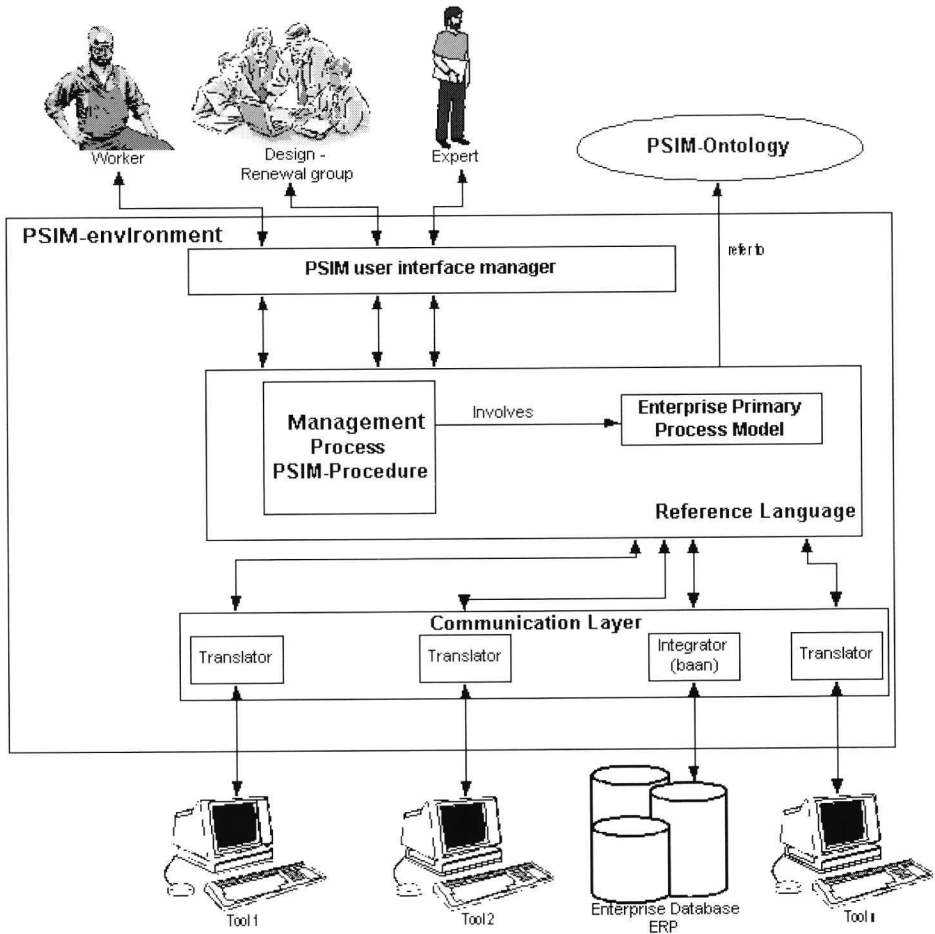 Worker
Design -
Renewal group
Expert
PSIM-Ontology
PSIM-environment
refer to
PSIM user interface manager
Management
Process
PSIM-Procedure
Involves
Enterprise Primary
Process Model
Reference Language
Communication Layer
Translator
Translator
Integrator
(baan)
Translator
Tool 1
Tool 2
Enterprise Database
ERP
Tool n